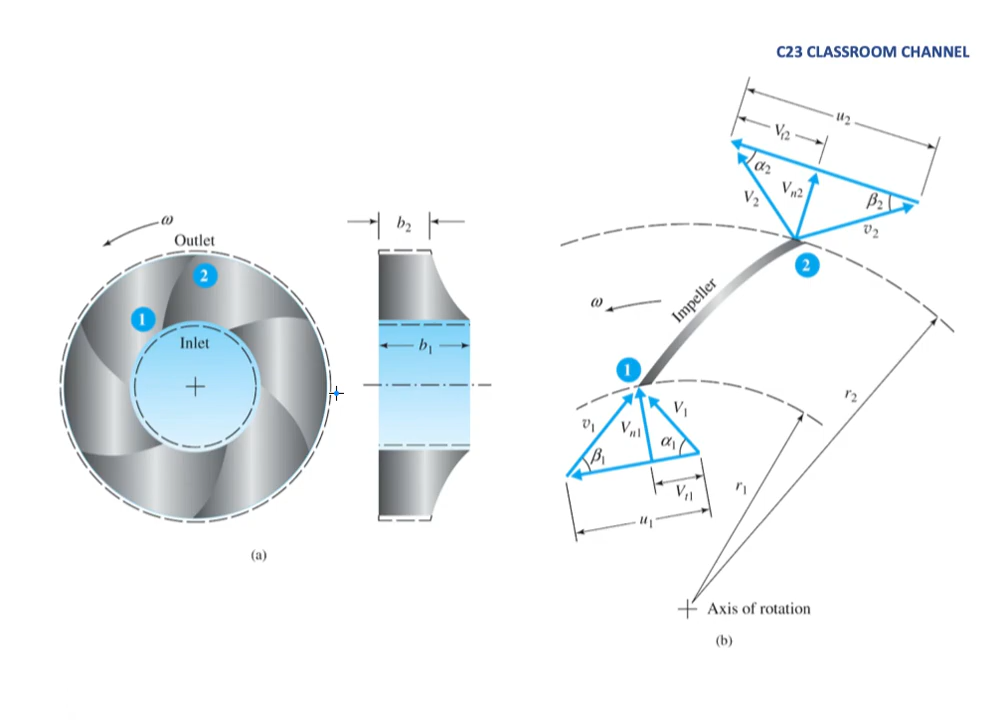 C23 CLASSROOM CHANNEL
ω
Outlet
2
1
Inlet
b2
b1
(a)
u2
Vt2
α2
V2
Vn2
β2
v2
2
ω
Impeller
1
v1
Vn1
V1
α1
β1
Vt1
u1
r1
r2
Axis of rotation
(b)